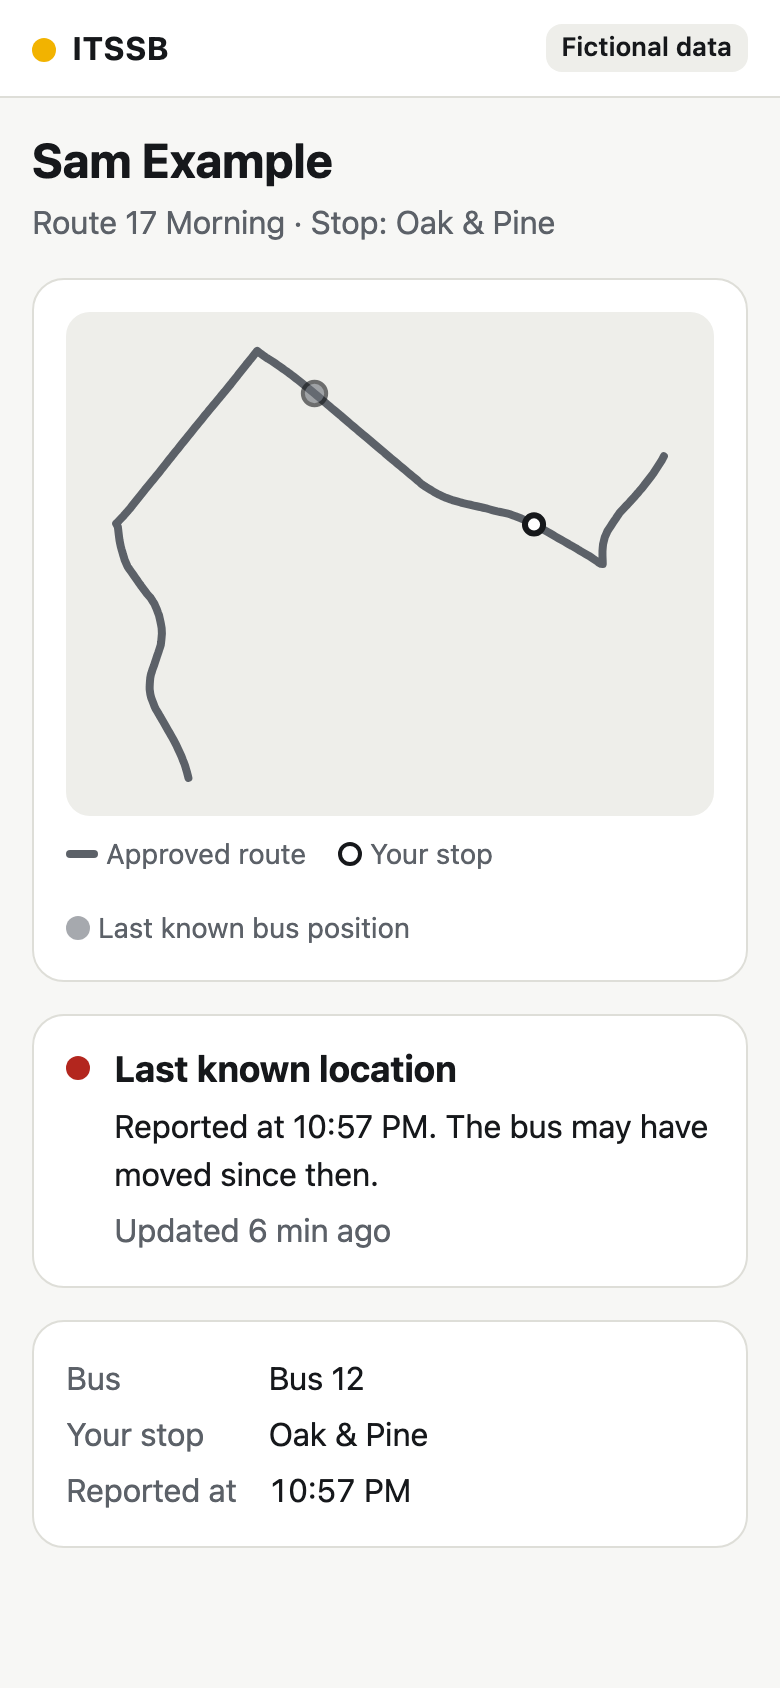 ITSSB
Fictional data
Sam Example
Route 17 Morning · Stop: Oak & Pine
Approved route
Your stop
Last known bus position
Last known location
Reported at 10:57 PM. The bus may have
moved since then.
Updated 6 min ago
Bus Bus 12
Your stop Oak & Pine
Reported at 10:57 PM